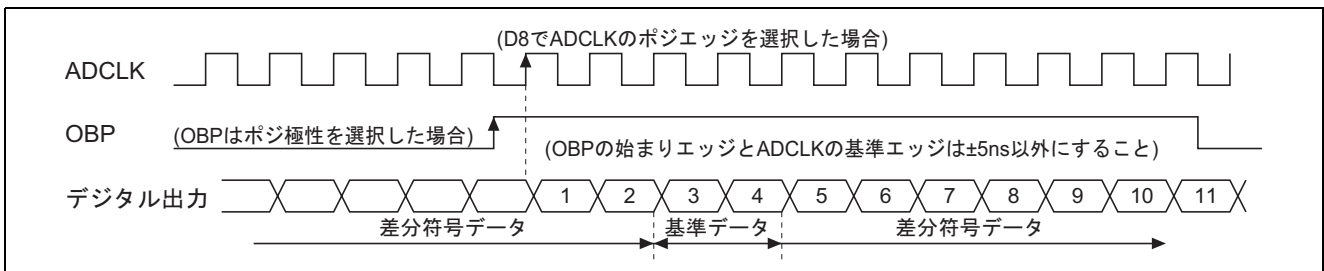 (D8でADCLKのポジエッジを選択した場合)
ADCLK
OBP
(OBPはポジ極性を選択した場合)
(OBPの始まりエッジとADCLKの基準エッジは±5ns以外にすること)
デジタル出力
1 2 3 4 5 6 7 8 9 10 11
差分符号データ 基準データ 差分符号データ